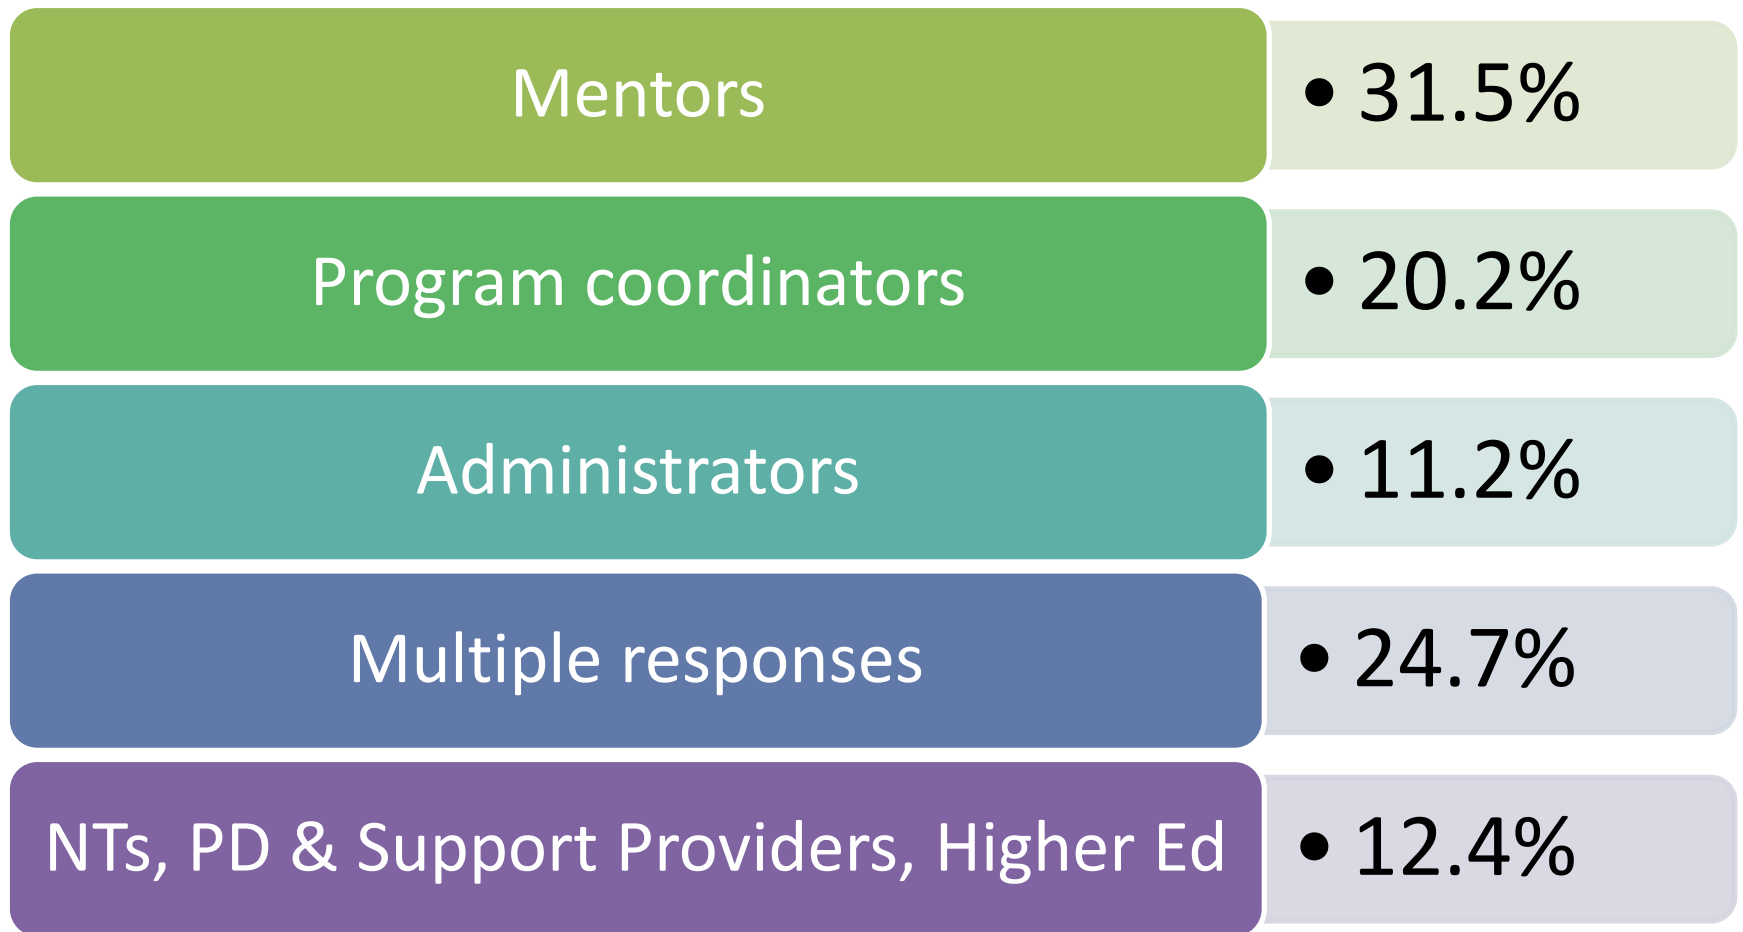 Mentors
• 31.5%
Program coordinators
• 20.2%
Administrators
• 11.2%
Multiple responses
• 24.7%
NTs, PD & Support Providers, Higher Ed
• 12.4%